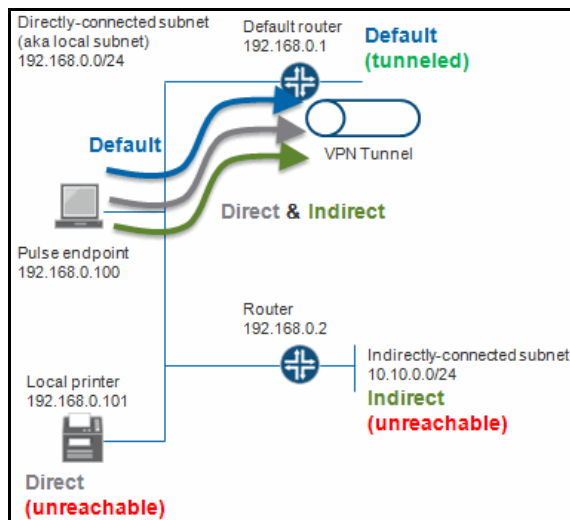 Directly-connected subnet
(aka local subnet)
192.168.0.0/24
Default router
192.168.0.1
Default
(tunneled)
Default
VPN Tunnel
Direct & Indirect
Pulse endpoint
192.168.0.100
Router
192.168.0.2
Indirectly-connected subnet
10.10.0.0/24
Indirect
(unreachable)
Local printer
192.168.0.101
Direct
(unreachable)